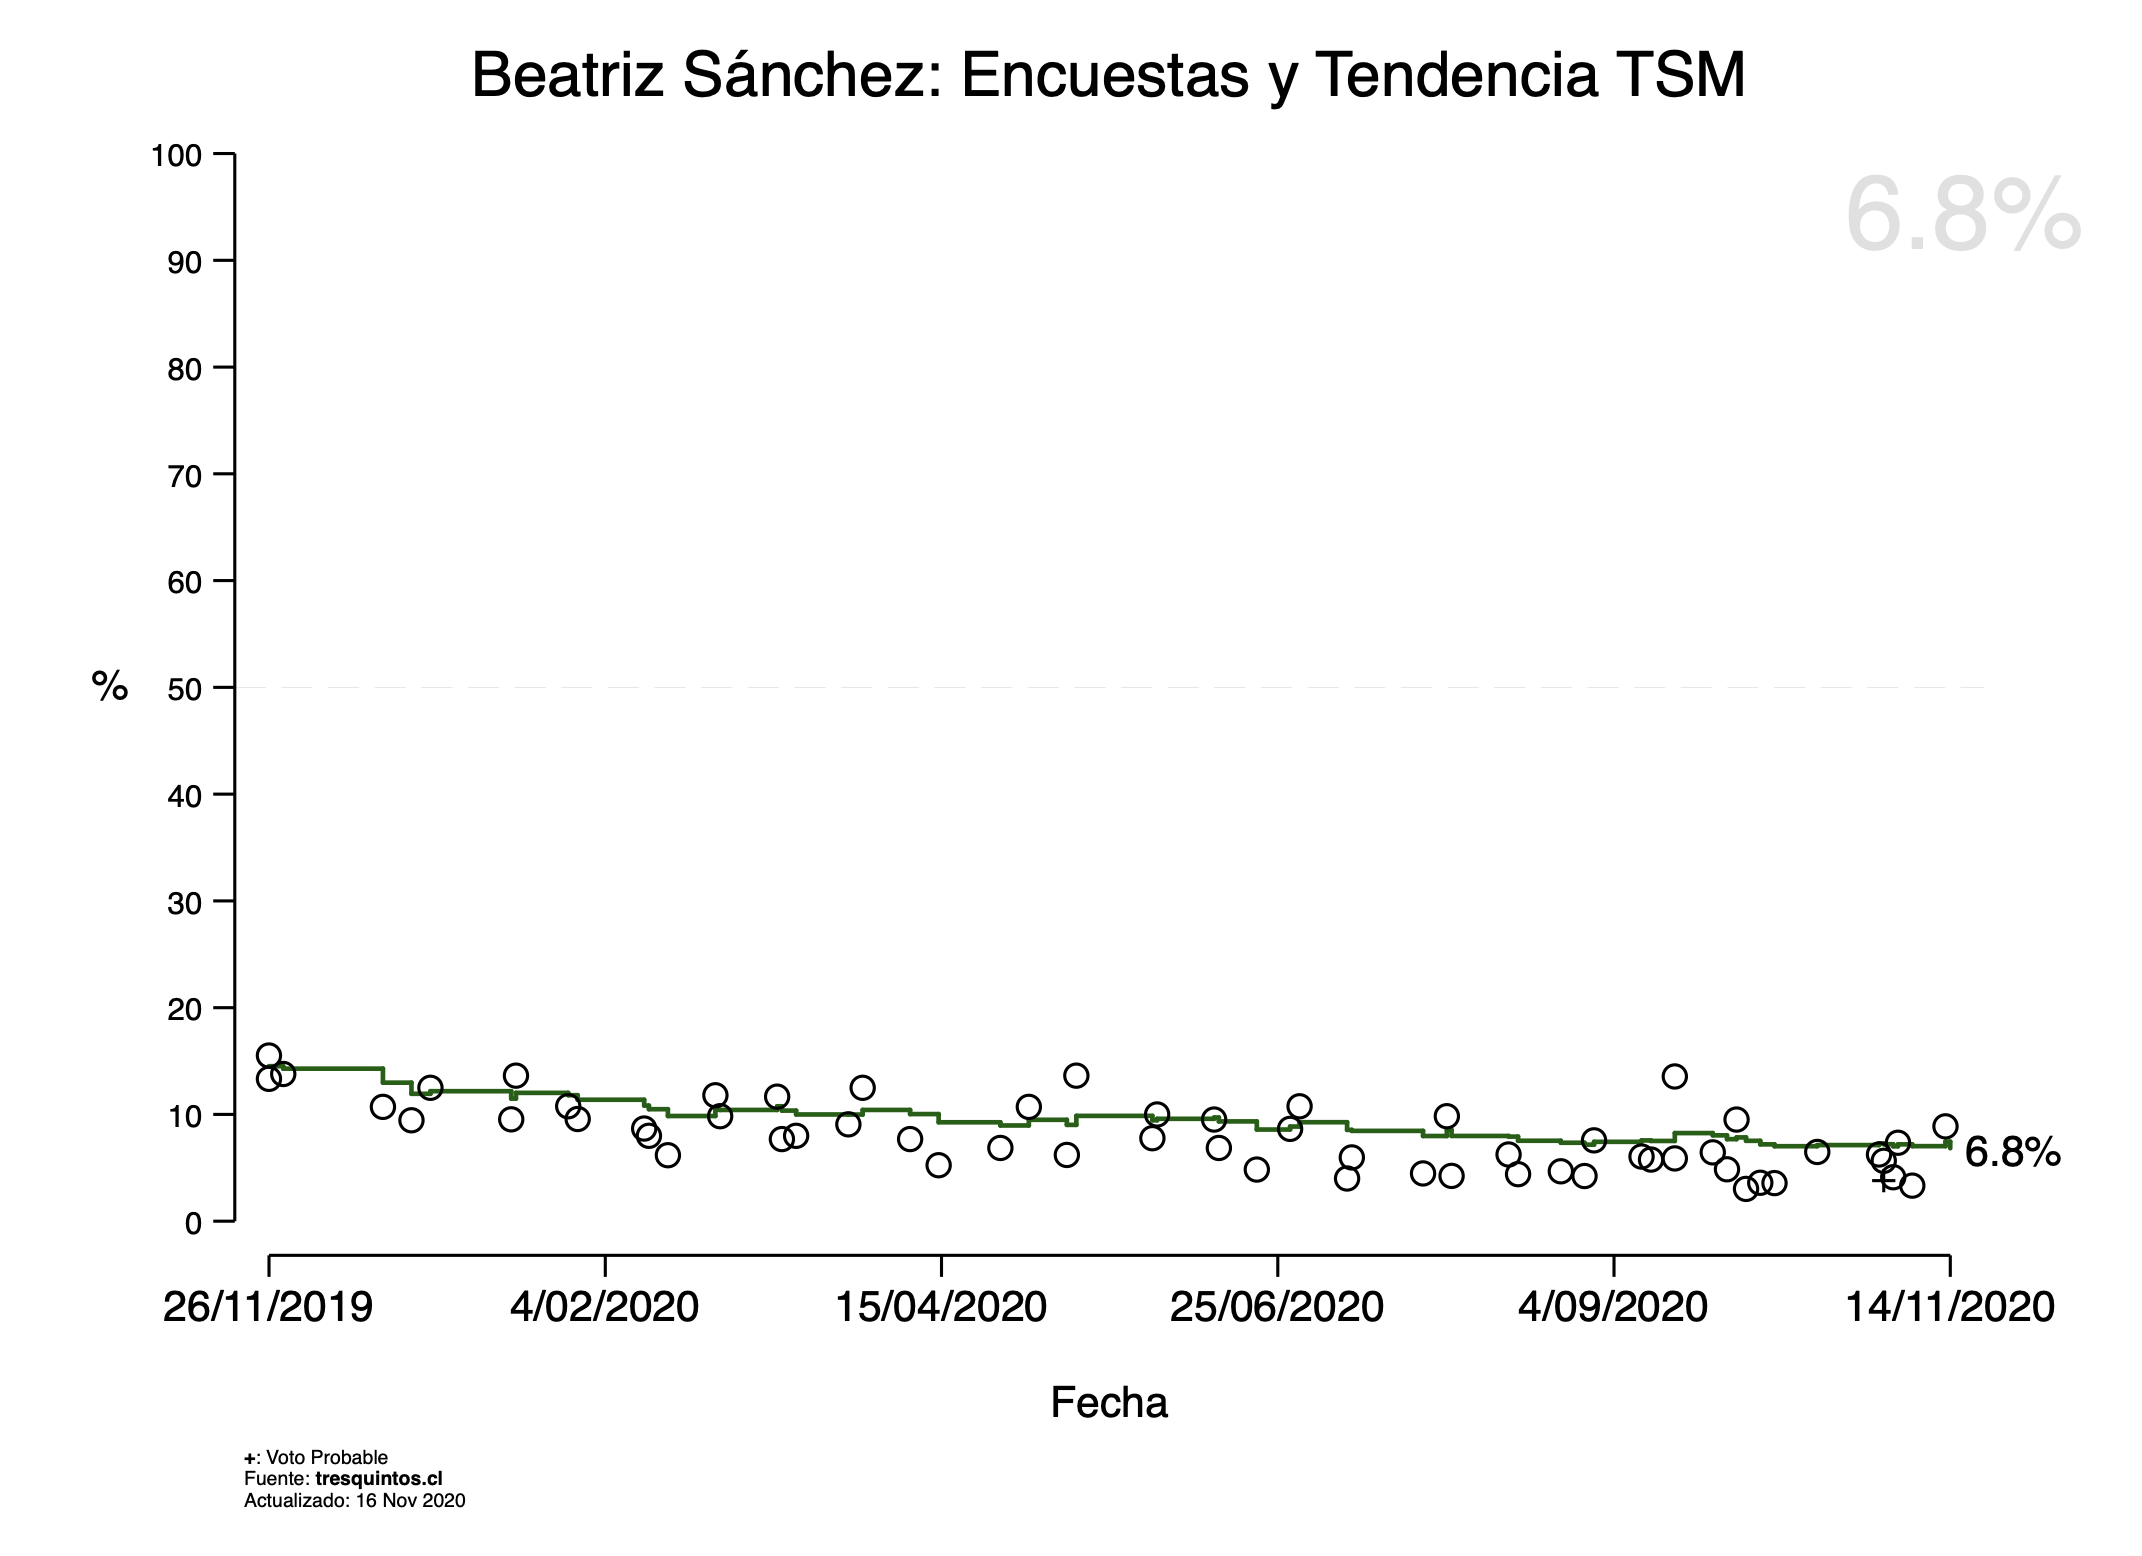 Beatriz Sánchez: Encuestas y Tendencia TSM
6.8%
100
90
80
70
60
50
40
30
20
10
0
%
6.8%
26/11/2019 4/02/2020 15/04/2020 25/06/2020 4/09/2020 14/11/2020
Fecha
+: Voto Probable
Fuente: tresquintos.cl
Actualizado: 16 Nov 2020